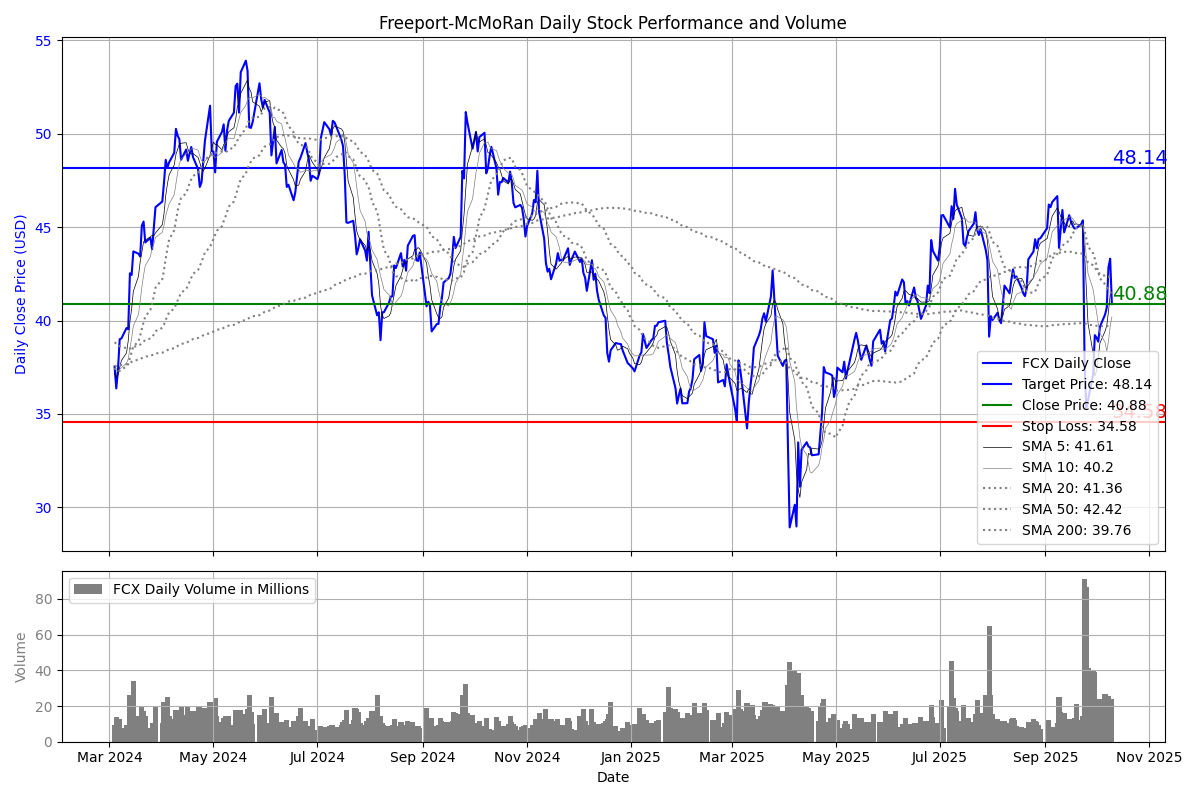 Freeport-McMoRan Daily Stock Performance and Volume
Daily Close Price (USD)
55
50
45
40
35
30
48.14
40.88
34.58
FCX Daily Close
Target Price: 48.14
Close Price: 40.88
Stop Loss: 34.58
SMA 5: 41.61
SMA 10: 40.2
SMA 20: 41.36
SMA 50: 42.42
SMA 200: 39.76
FCX Daily Volume in Millions
Volume
80
60
40
20
0
Mar 2024 May 2024 Jul 2024 Sep 2024 Nov 2024 Jan 2025 Mar 2025 May 2025 Jul 2025 Sep 2025 Nov 2025
Date